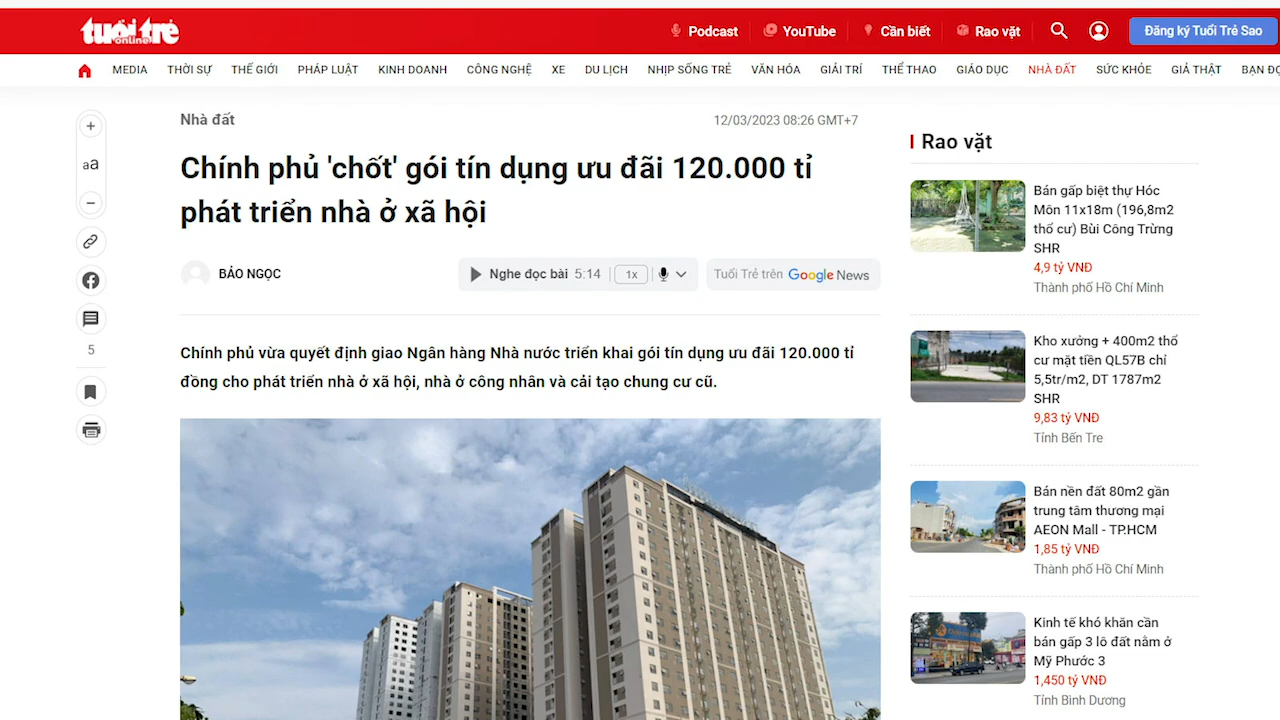 tuổi trẻ
online
Podcast
YouTube
Cần biết
Rao vặt
Đăng ký Tuổi Trẻ Sao
MEDIA THỜI SỰ THẾ GIỚI PHÁP LUẬT KINH DOANH CÔNG NGHỆ XE DU LỊCH NHỊP SỐNG TRẺ VĂN HÓA GIẢI TRÍ THỂ THAO GIÁO DỤC NHÀ ĐẤT SỨC KHỎE GIẢ THẬT BẠN ĐỌ
+
aa
−
5
Nhà đất
12/03/2023 08:26 GMT+7
Chính phủ 'chốt' gói tín dụng ưu đãi 120.000 tỉ
phát triển nhà ở xã hội
BẢO NGỌC
Nghe đọc bài 5:14 1x
Tuổi Trẻ trên Google News
Chính phủ vừa quyết định giao Ngân hàng Nhà nước triển khai gói tín dụng ưu đãi 120.000 tỉ
đồng cho phát triển nhà ở xã hội, nhà ở công nhân và cải tạo chung cư cũ.
Rao vặt
Bán gấp biệt thự Hóc
Môn 11x18m (196,8m2
thổ cư) Bùi Công Trừng
SHR
4,9 tỷ VNĐ
Thành phố Hồ Chí Minh
Kho xưởng + 400m2 thổ
cư mặt tiền QL57B chỉ
5,5tr/m2, DT 1787m2
SHR
9,83 tỷ VNĐ
Tỉnh Bến Tre
Bán nền đất 80m2 gần
trung tâm thương mại
AEON Mall - TP.HCM
1,85 tỷ VNĐ
Thành phố Hồ Chí Minh
Kinh tế khó khăn cần
bán gấp 3 lô đất nằm ở
Mỹ Phước 3
1,450 tỷ VNĐ
Tỉnh Bình Dương